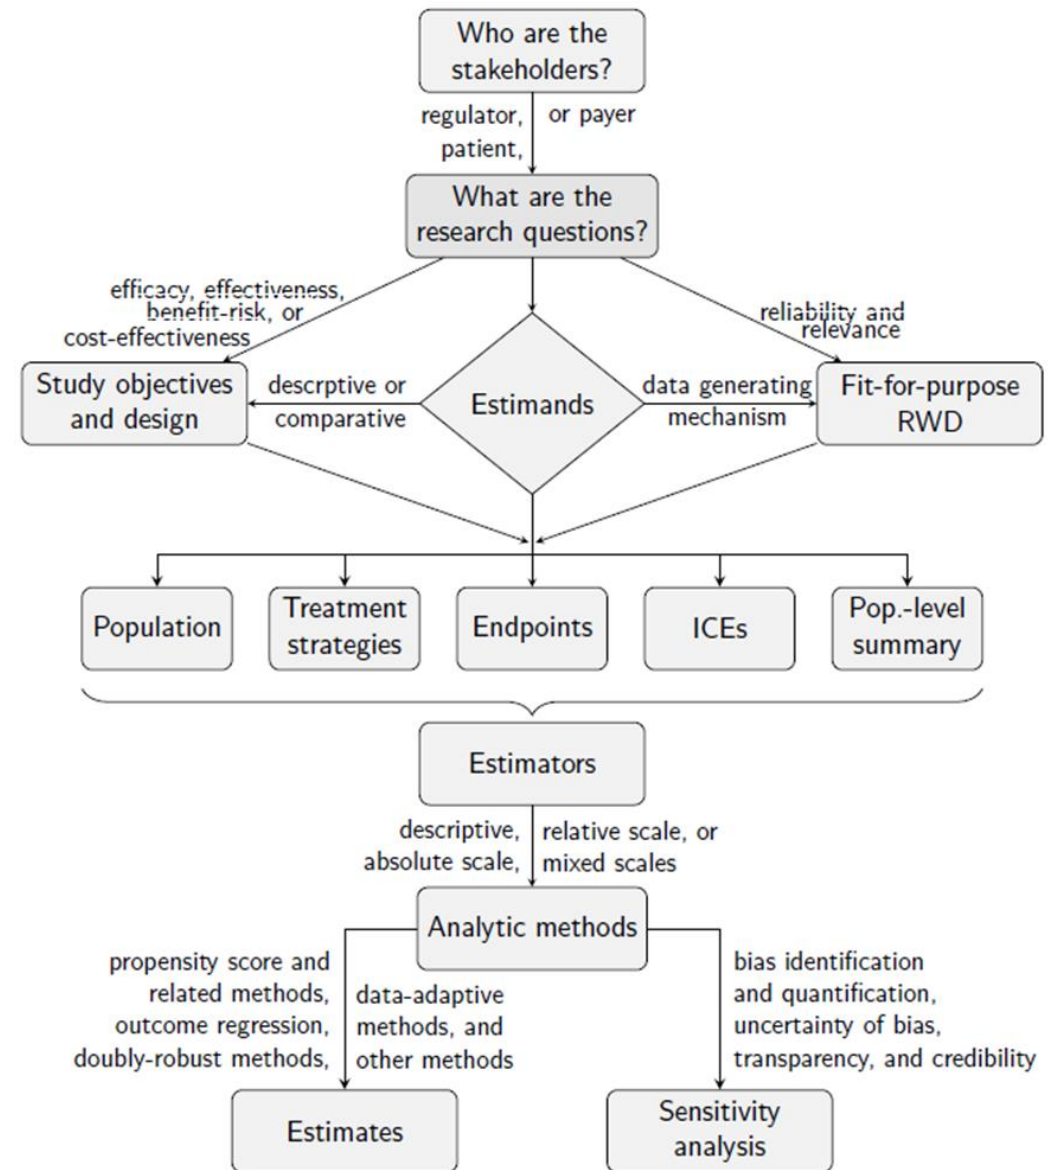 Who are the
stakeholders?
regulator,
patient,
or payer
What are the
research questions?
efficacy, effectiveness,
benefit-risk, or
cost-effectiveness
reliability and
relevance
Study objectives
and design
descrptive or
comparative
Estimands
data generating
mechanism
Fit-for-purpose
RWD
Population
Treatment
strategies
Endpoints
ICEs
Pop.-level
summary
Estimators
descriptive,
absolute scale,
relative scale, or
mixed scales
Analytic methods
propensity score and
related methods,
outcome regression,
doubly-robust methods,
data-adaptive
methods, and
other methods
bias identification
and quantification,
uncertainty of bias,
transparency, and credibility
Estimates
Sensitivity
analysis